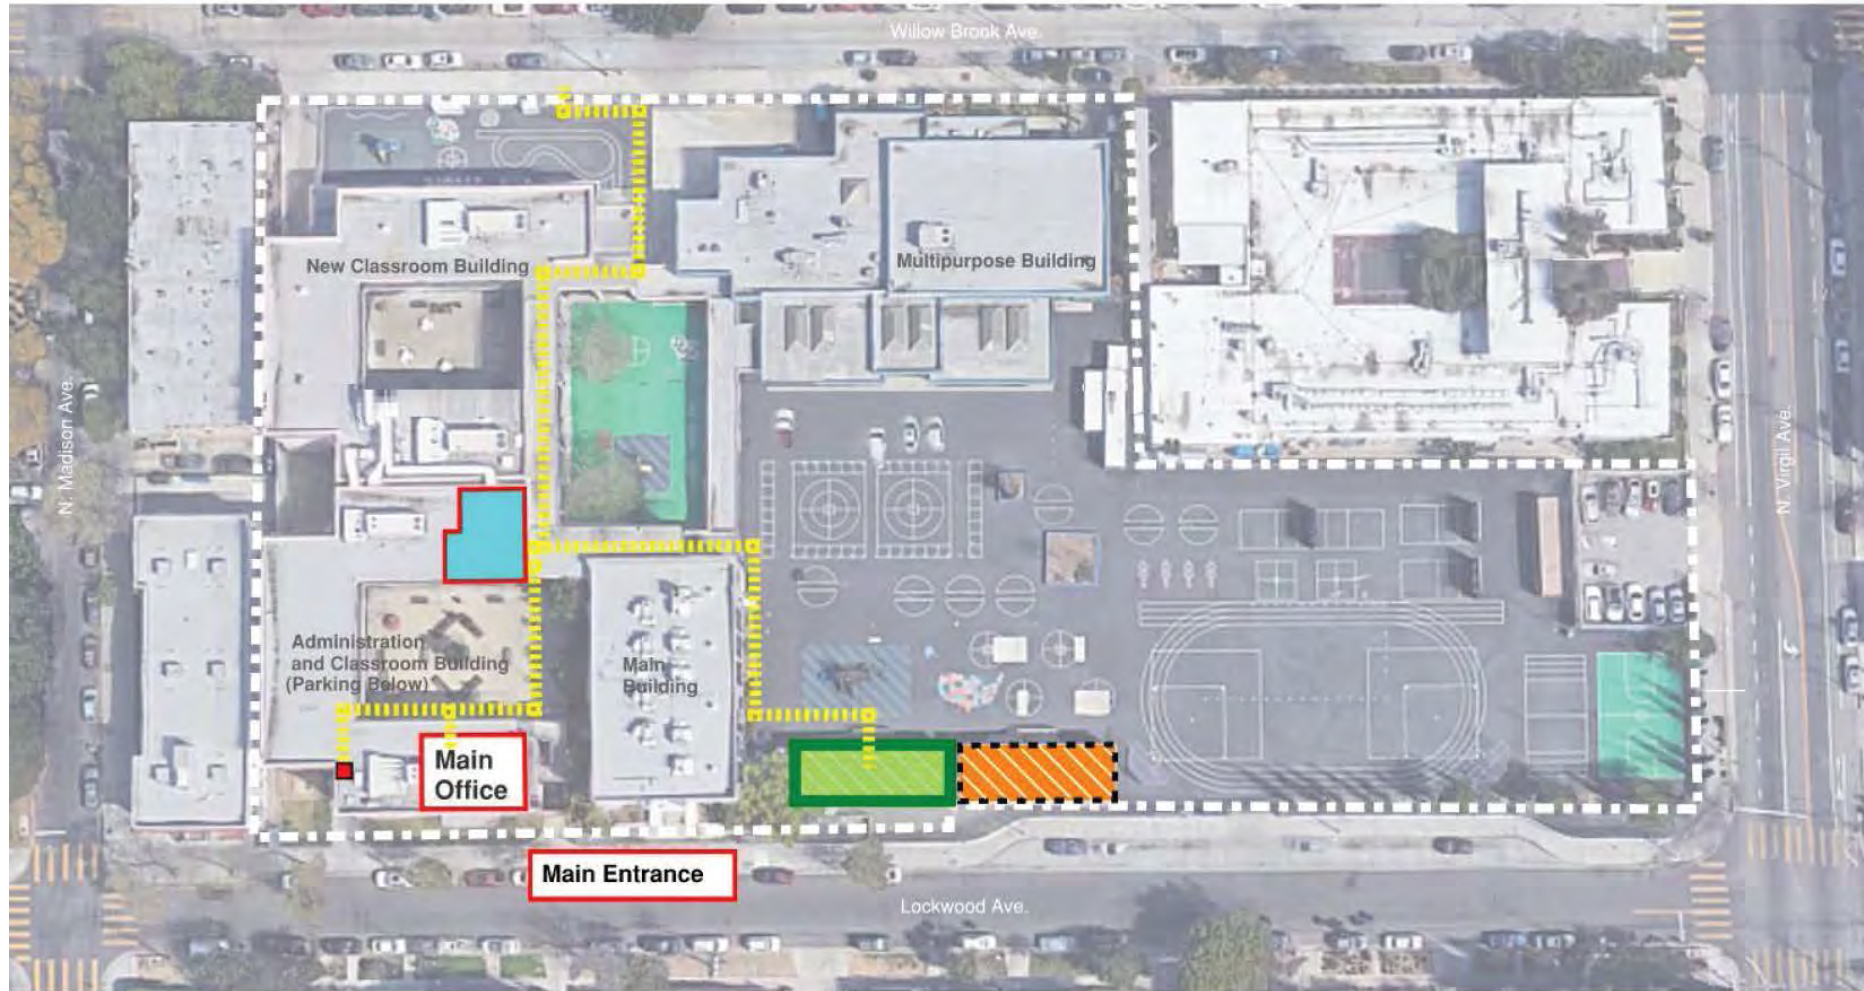 Willow Brook Ave.
New Classroom Building
Multipurpose Building
N. Madison Ave.
N. Virgil Ave.
Administration
and Classroom Building
(Parking Below)
Main
Building
Main
Office
Main Entrance
Lockwood Ave.